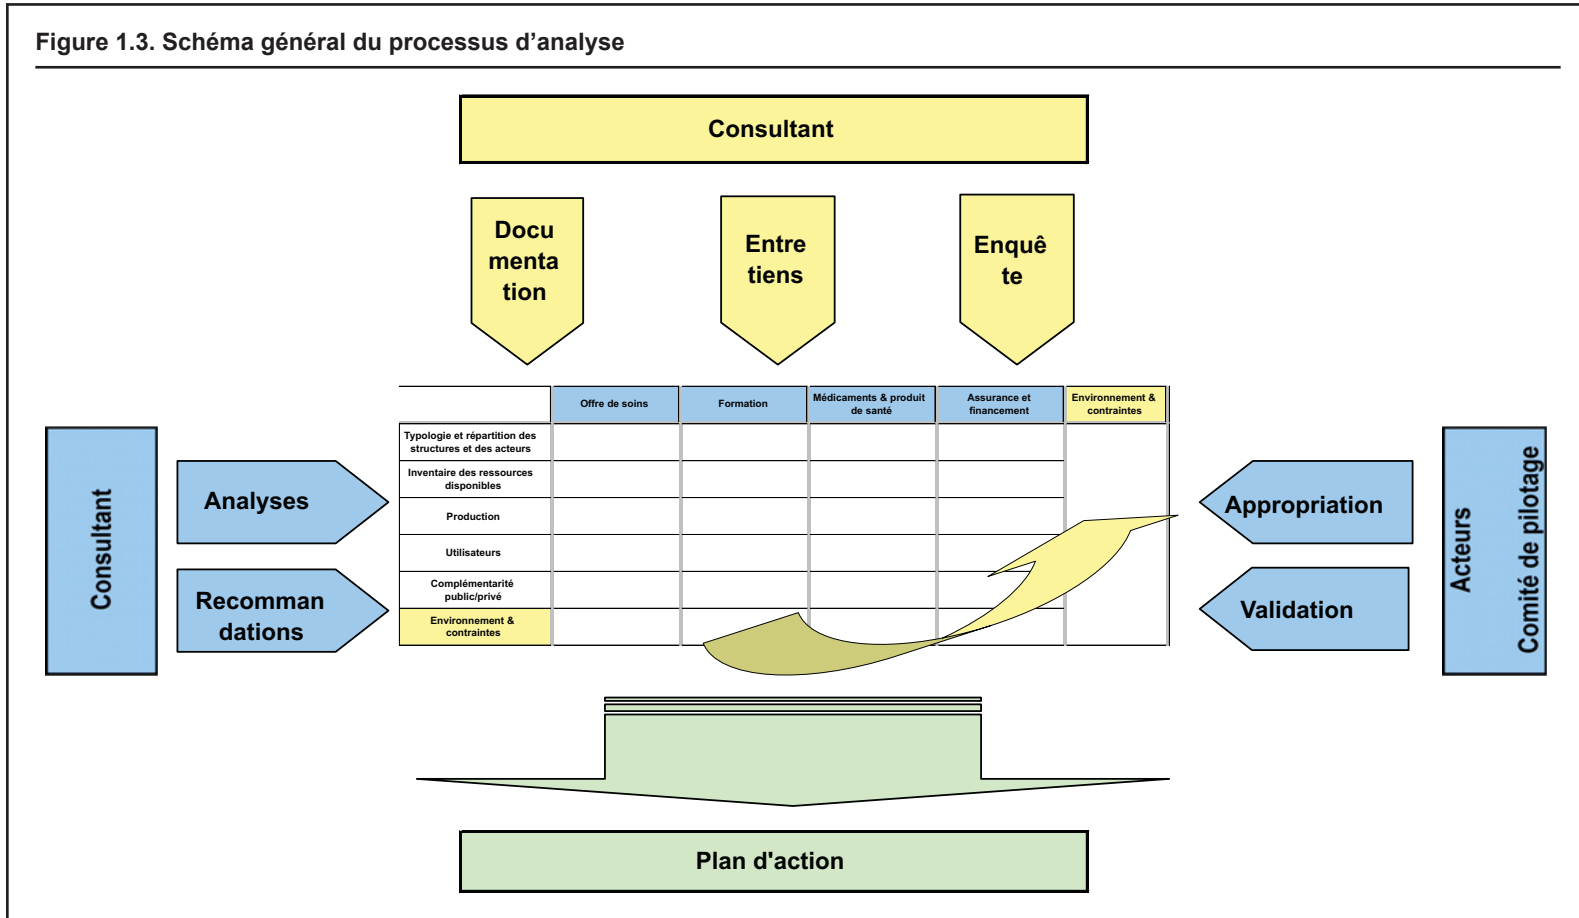 Figure 1.3. Schéma général du processus d’analyse
Consultant
Docu
menta
tion
Entre
tiens
Enquê
te
Offre de soins
Formation
Médicaments & produit
de santé
Assurance et
financement
Environnement &
contraintes
Typologie et répartition des
structures et des acteurs
Inventaire des ressources
disponibles
Production
Utilisateurs
Complémentarité
public/privé
Environnement &
contraintes
Consultant
Analyses
Recomman
dations
Appropriation
Validation
Acteurs
Comité de pilotage
Plan d'action